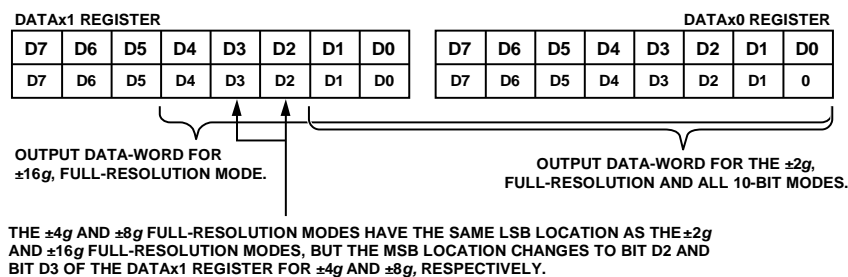 DATAx1 REGISTER DATAx0 REGISTER
D7 D6 D5 D4 D3 D2 D1 D0 D7 D6 D5 D4 D3 D2 D1 D0
D7 D6 D5 D4 D3 D2 D1 D0 D7 D6 D5 D4 D3 D2 D1 0
OUTPUT DATA-WORD FOR
±16g, FULL-RESOLUTION MODE.
OUTPUT DATA-WORD FOR THE ±2g,
FULL-RESOLUTION AND ALL 10-BIT MODES.
THE ±4g AND ±8g FULL-RESOLUTION MODES HAVE THE SAME LSB LOCATION AS THE ±2g
AND ±16g FULL-RESOLUTION MODES, BUT THE MSB LOCATION CHANGES TO BIT D2 AND
BIT D3 OF THE DATAx1 REGISTER FOR ±4g AND ±8g, RESPECTIVELY.